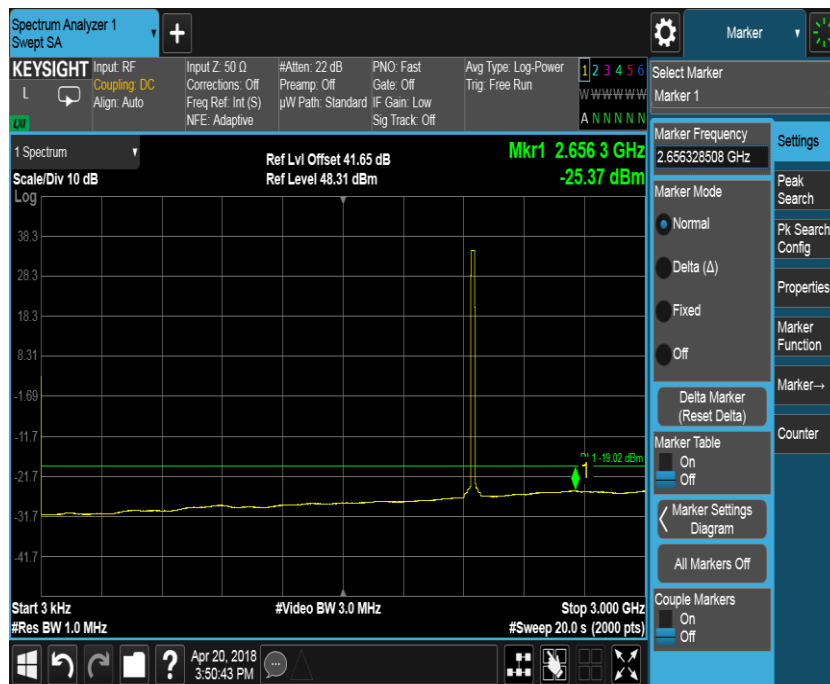 Spectrum Analyzer 1
Swept SA
+
Marker
KEYSIGHT
L
LXI
Input: RF
Coupling: DC
Align: Auto
Input Z: 50 Ω
Corrections: Off
Freq Ref: Int (S)
NFE: Adaptive
#Atten: 22 dB
Preamp: Off
µW Path: Standard
PNO: Fast
Gate: Off
IF Gain: Low
Sig Track: Off
Avg Type: Log-Power
Trig: Free Run
1 2 3 4 5 6
W W W W W W
A N N N N N
Select Marker
Marker 1
1 Spectrum
Scale/Div 10 dB
Log
Ref Lvl Offset 41.65 dB
Ref Level 48.31 dBm
Mkr1 2.656 3 GHz
-25.37 dBm
38.3
28.3
18.3
8.31
-1.69
-11.7
-21.7
-31.7
-41.7
1 -19.02 dBm
1
Start 3 kHz
#Res BW 1.0 MHz
#Video BW 3.0 MHz
Stop 3.000 GHz
#Sweep 20.0 s (2000 pts)
Marker Frequency
2.656328508 GHz
Marker Mode
Normal
Delta (Δ)
Fixed
Off
Delta Marker
(Reset Delta)
Marker Table
On
Off
Marker Settings
Diagram
All Markers Off
Couple Markers
On
Off
Settings
Peak
Search
Pk Search
Config
Properties
Marker
Function
Marker→
Counter
?
Apr 20, 2018
3:50:43 PM